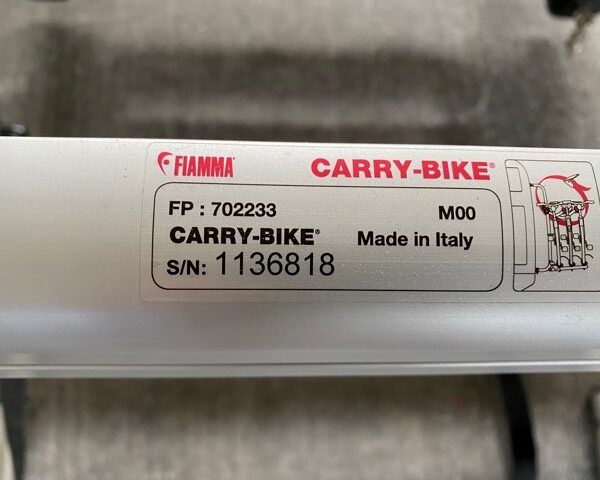 FIAMMA® CARRY-BIKE®
FP : 702233 M00
CARRY-BIKE® Made in Italy
S/N: 1136818